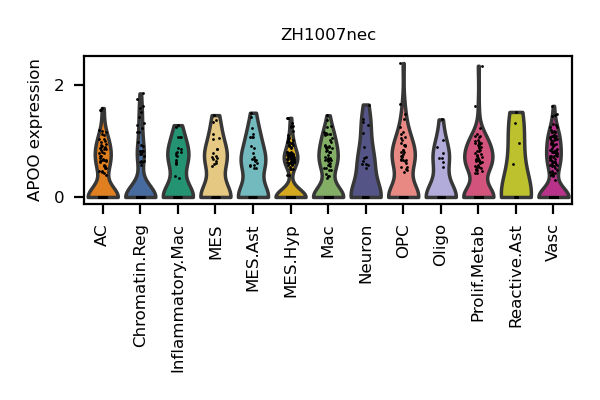 ZH1007nec
APOO expression
2
0
AC
Chromatin.Reg
Inflammatory.Mac
MES
MES.Ast
MES.Hyp
Mac
Neuron
OPC
Oligo
Prolif.Metab
Reactive.Ast
Vasc